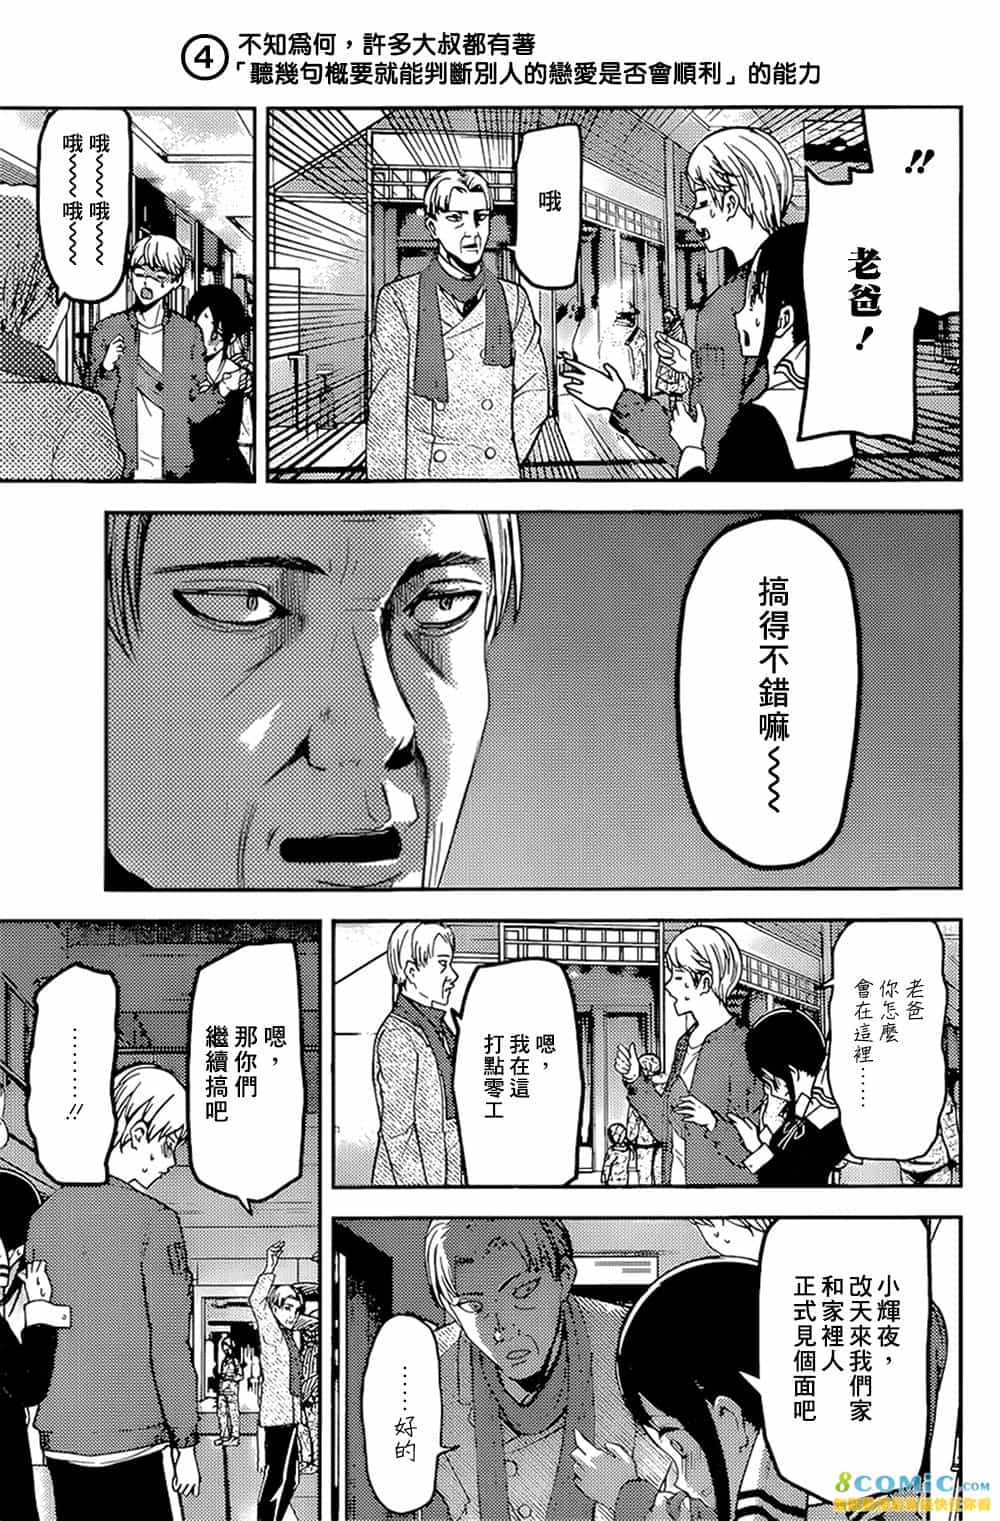 ④不知為何，許多大叔都有著
「聽幾句概要就能判斷別人的戀愛是否會順利」的能力
!!
老爸！
哦
哦~~~哦~~~
哦~~~哦~~~
搞得不錯嘛~~~
老爸
你怎麼
會在這裡……
嗯，
我在這
打點零工
嗯，
那你們
繼續搞吧
………!!
小輝夜，
改天來我們家
和家裡人
正式見個面吧
……好的
8COMIC.COM